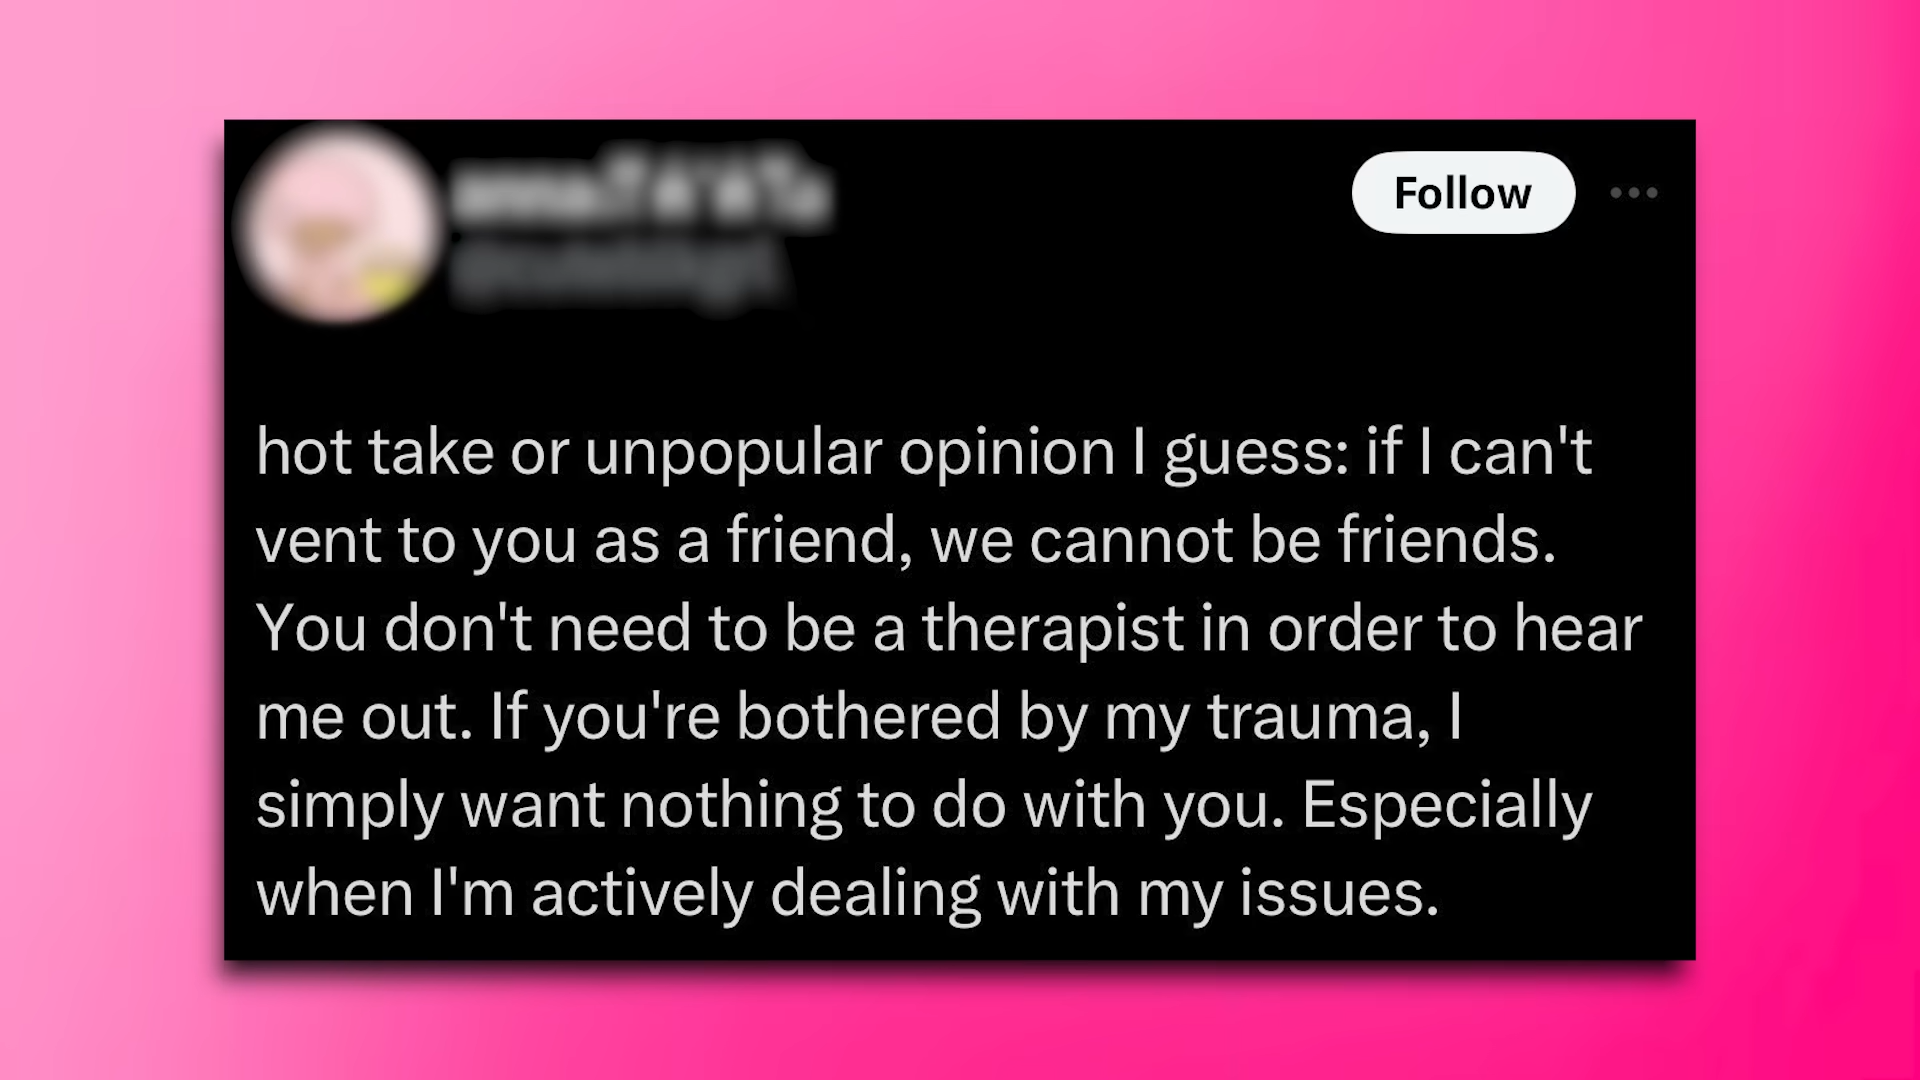 Follow
hot take or unpopular opinion I guess: if I can't
vent to you as a friend, we cannot be friends.
You don't need to be a therapist in order to hear
me out. If you're bothered by my trauma, I
simply want nothing to do with you. Especially
when I'm actively dealing with my issues.